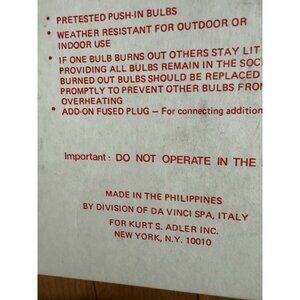 • PRETESTED PUSH-IN BULBS
• WEATHER RESISTANT FOR OUTDOOR OR
INDOOR USE
• IF ONE BULB BURNS OUT OTHERS STAY LIT
PROVIDING ALL BULBS REMAIN IN THE
BURNED OUT BULBS SHOULD BE REPLACED
PROMPTLY TO PREVENT OTHER BULBS FROM
OVERHEATING
• ADD-ON FUSED PLUG – For connecting
Important: DO NOT OPERATE IN THE
MADE IN THE PHILIPPINES
BY DIVISION OF DA VINCI SPA, ITALY
FOR KURT S. ADLER INC.
NEW YORK, N.Y. 10010